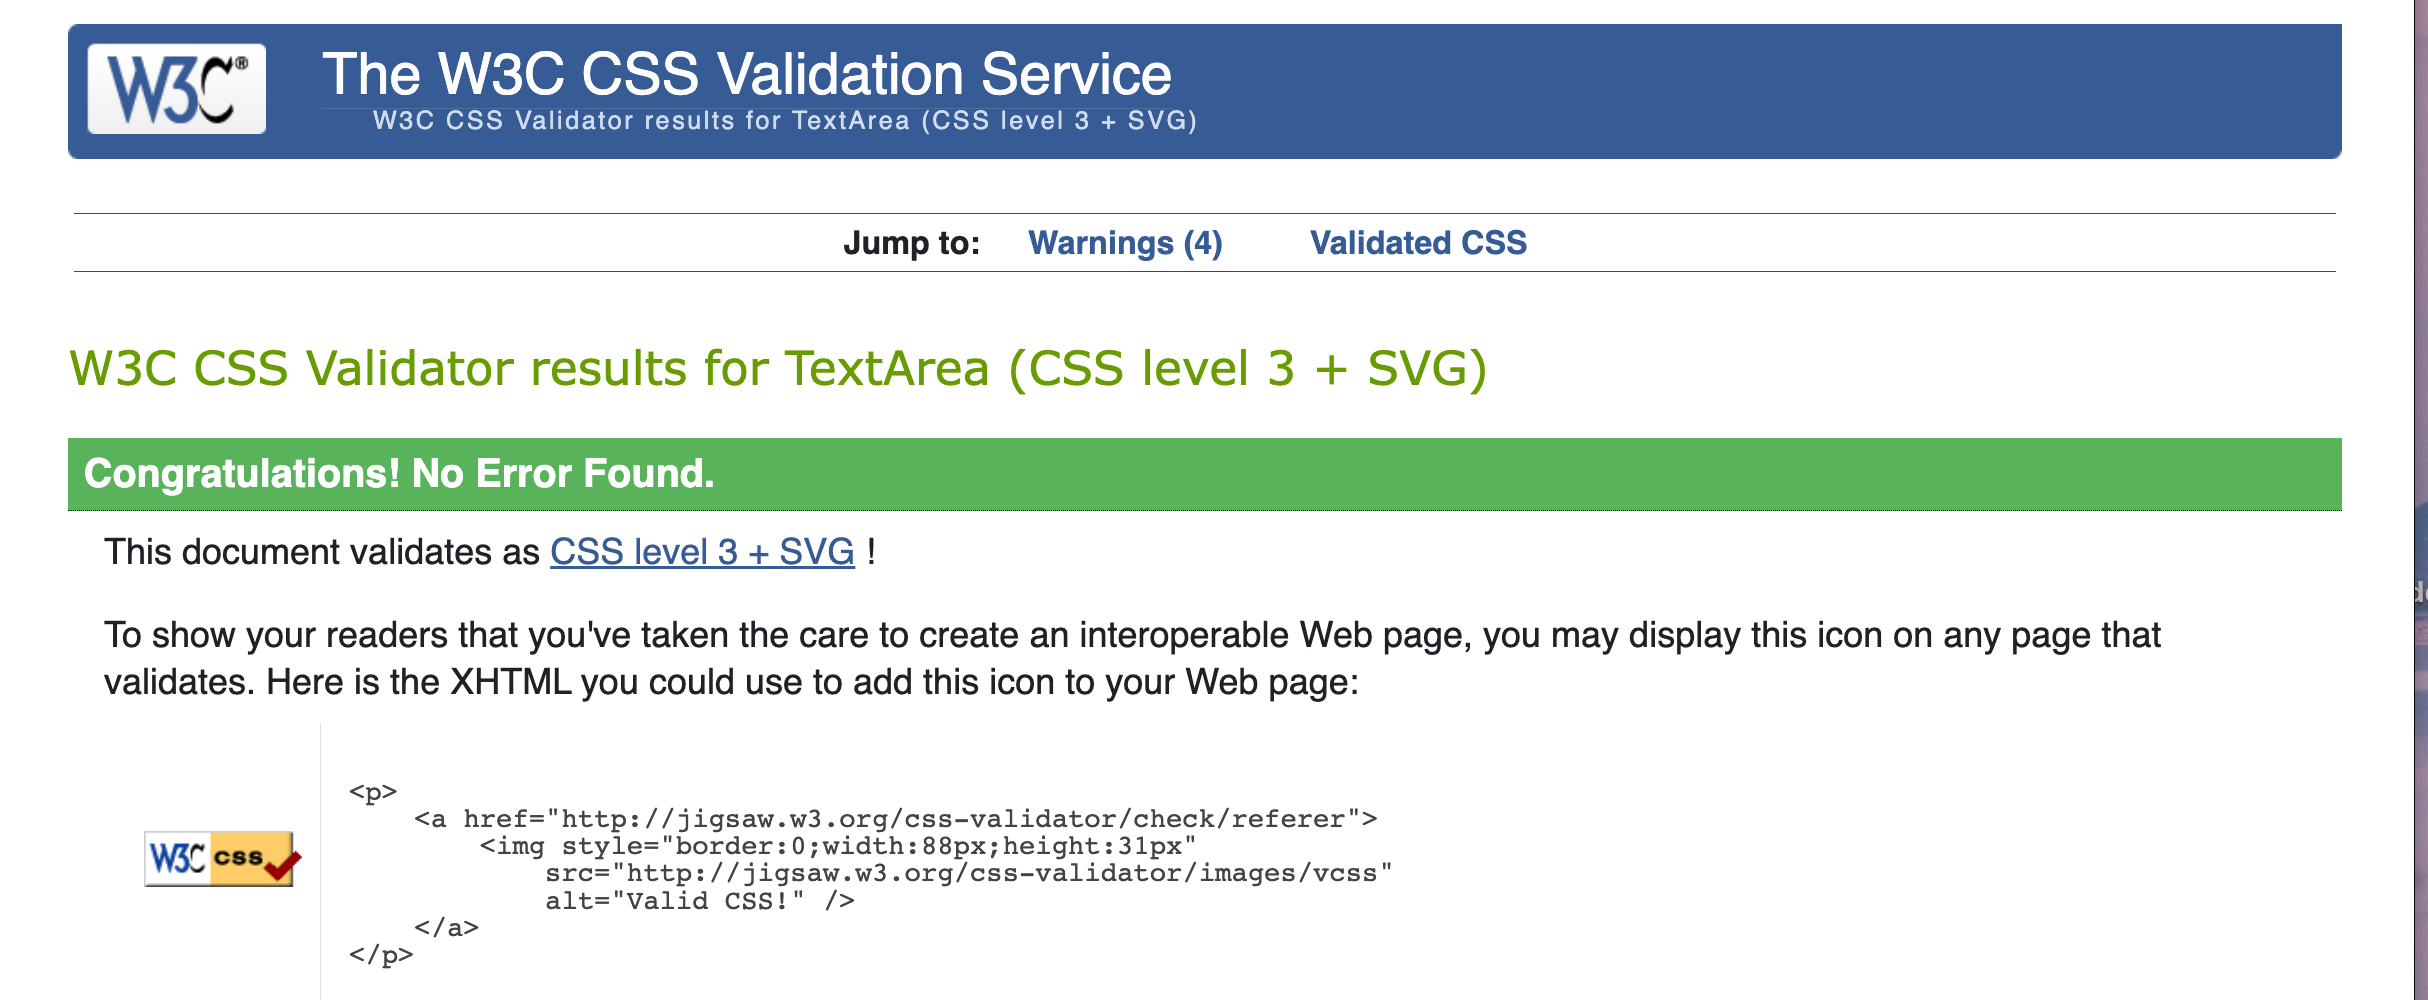 W3C®
The W3C CSS Validation Service
W3C CSS Validator results for TextArea (CSS level 3 + SVG)
Jump to: Warnings (4) Validated CSS
W3C CSS Validator results for TextArea (CSS level 3 + SVG)
Congratulations! No Error Found.
This document validates as CSS level 3 + SVG !
To show your readers that you've taken the care to create an interoperable Web page, you may display this icon on any page that
validates. Here is the XHTML you could use to add this icon to your Web page:
W3C css
<p>
    <a href="http://jigsaw.w3.org/css-validator/check/referer">
        <img style="border:0;width:88px;height:31px"
            src="http://jigsaw.w3.org/css-validator/images/vcss"
            alt="Valid CSS!" />
    </a>
</p>